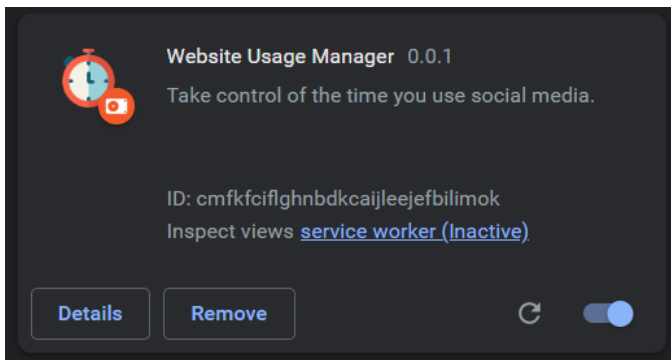 Website Usage Manager 0.0.1
Take control of the time you use social media.
ID: cmfkfciflghnbdkcaijleejefbilimok
Inspect views service worker (Inactive)
Details Remove